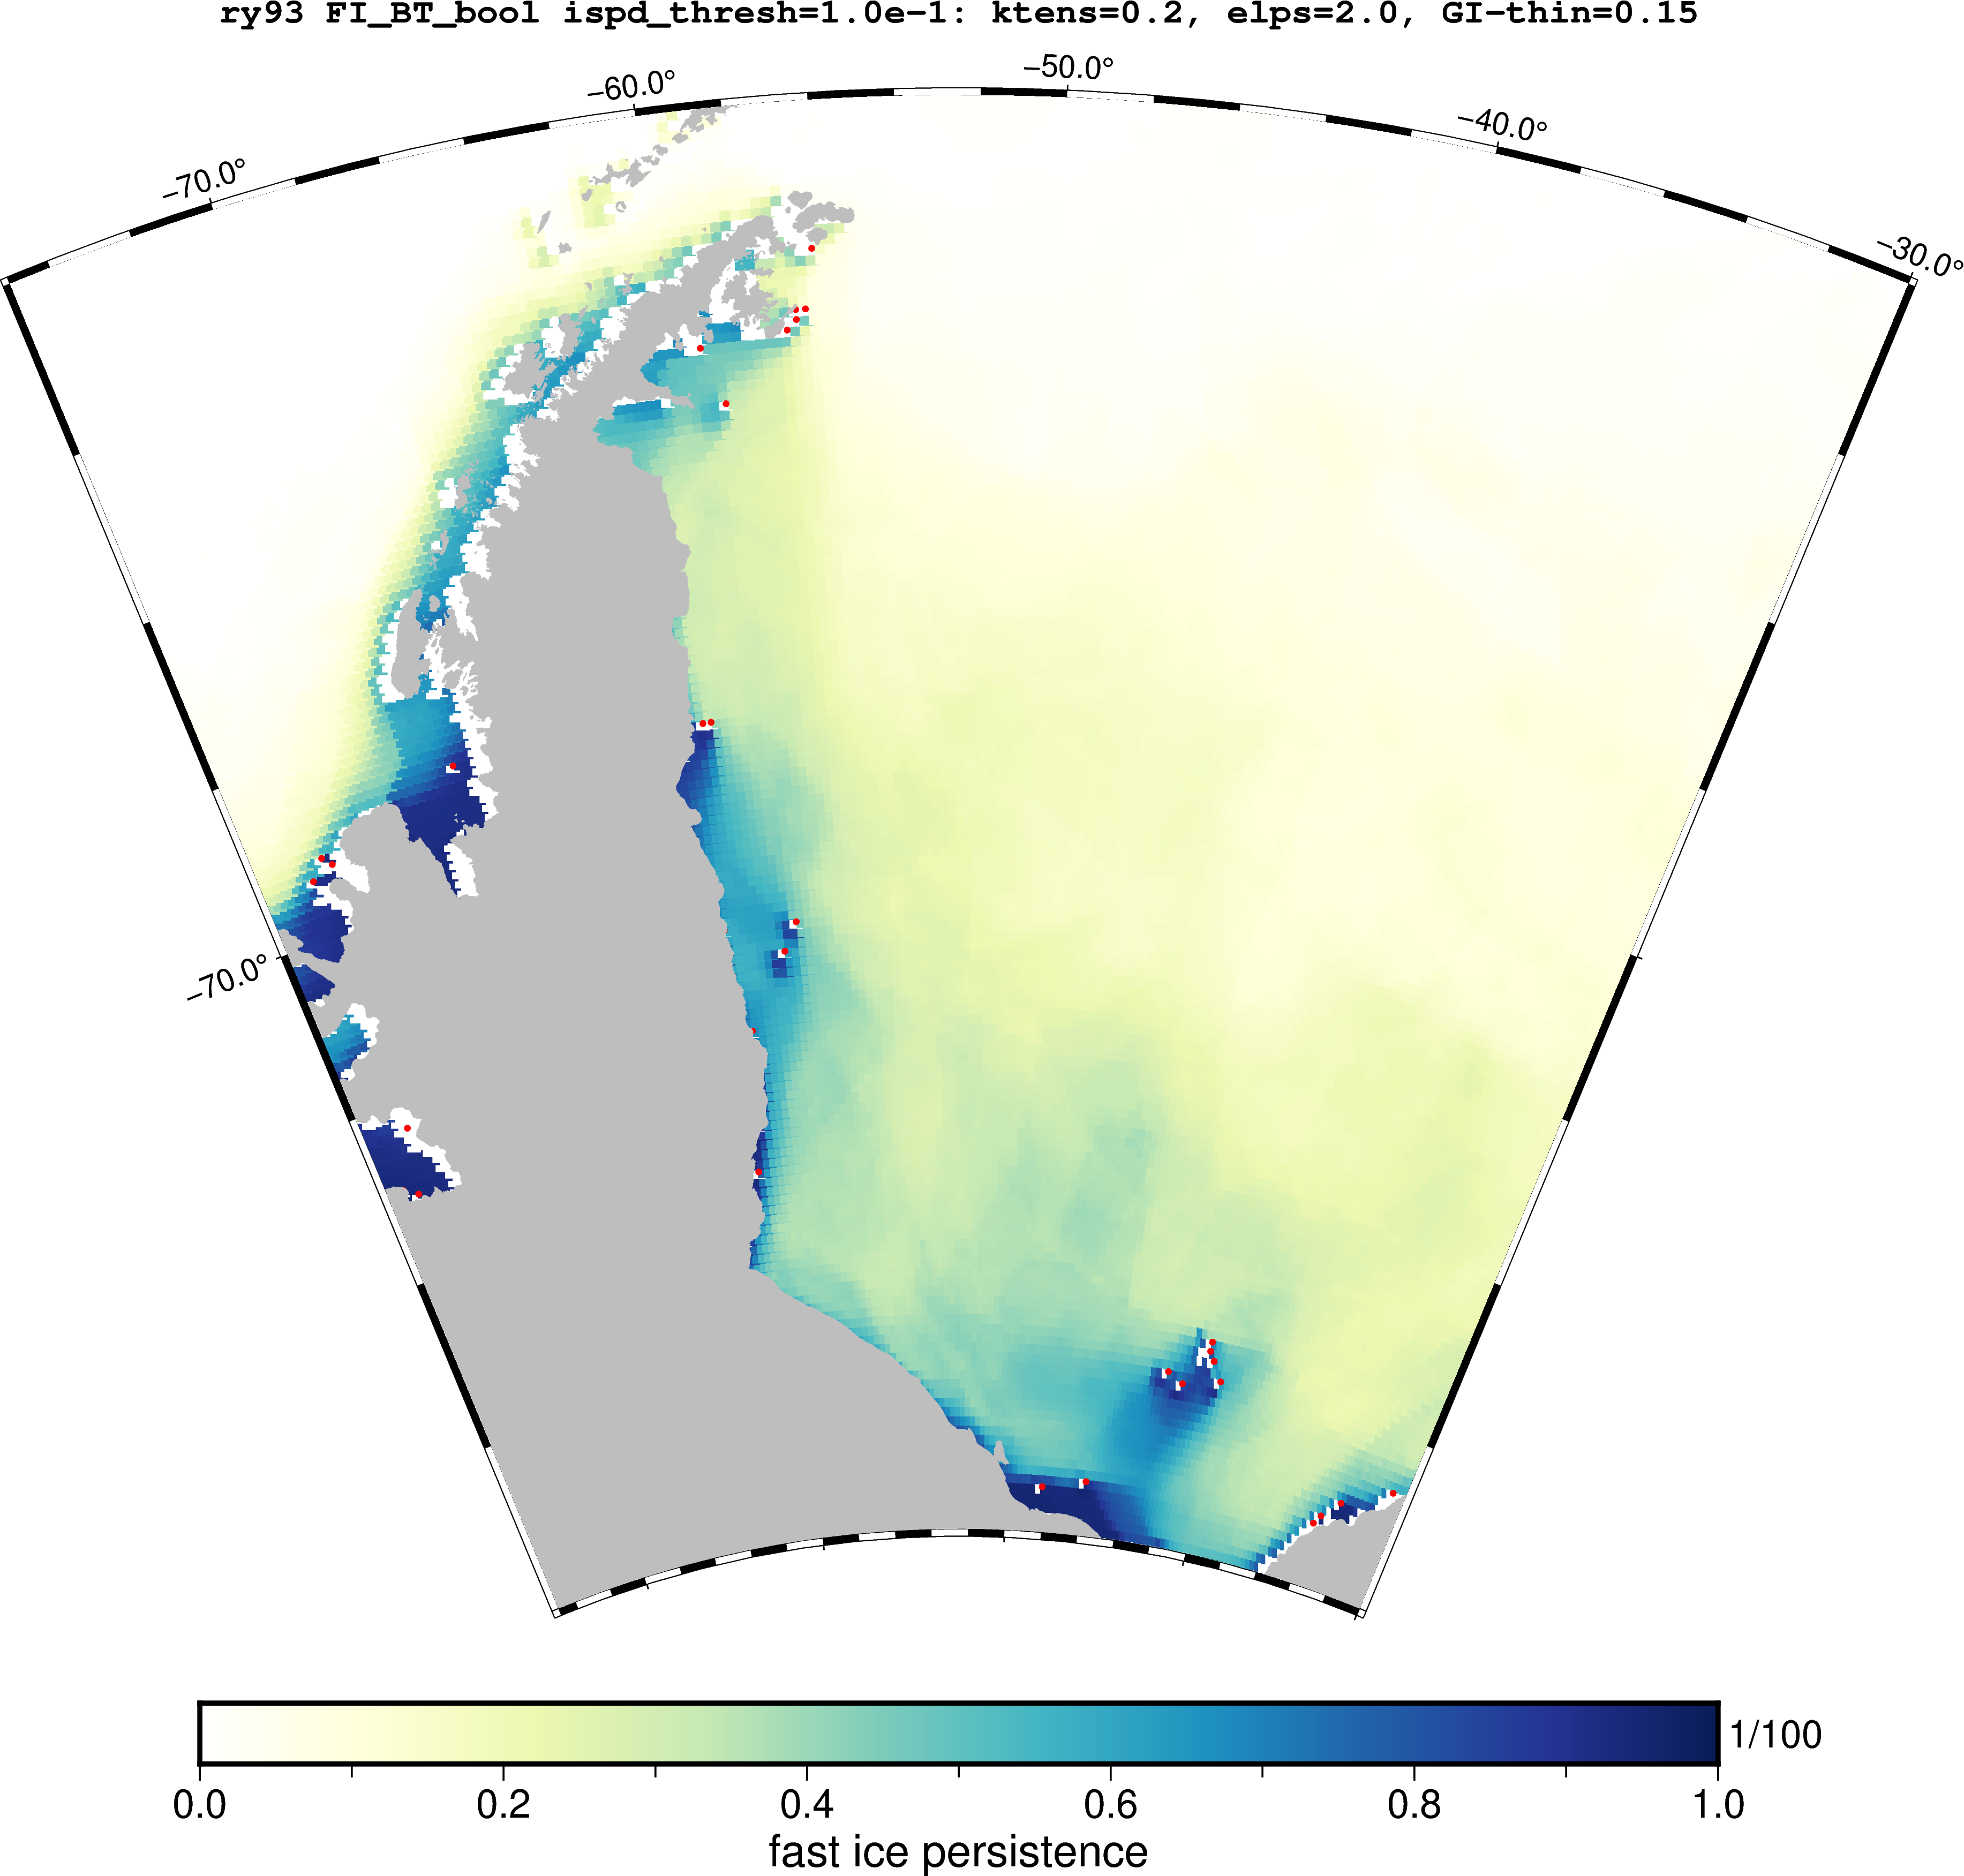 ry93 FI_BT_bool ispd_thresh=1.0e-1: ktens=0.2, elps=2.0, GI-thin=0.15
−70.0° −60.0° −50.0° −40.0° −30.0°
−70.0°
1/100
0.0 0.2 0.4 0.6 0.8 1.0
fast ice persistence